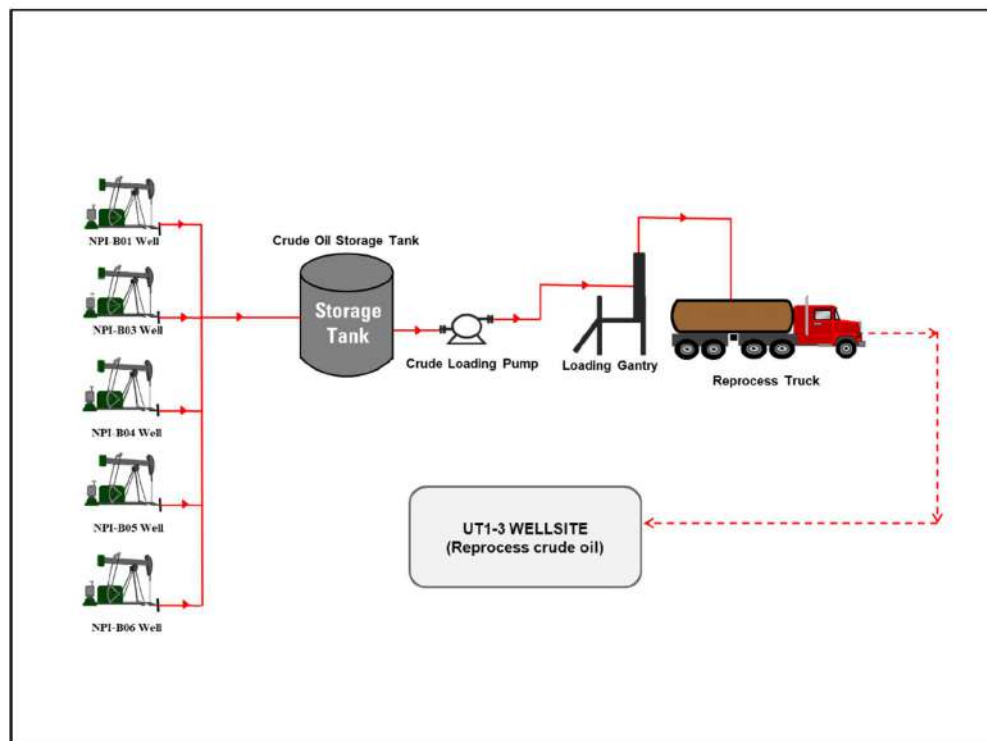 NPI-B01 Well
NPI-B03 Well
NPI-B04 Well
NPI-B05 Well
NPI-B06 Well
Crude Oil Storage Tank
Storage
Tank
Crude Loading Pump
Loading Gantry
Reprocess Truck
UT1-3 WELLSITE
(Reprocess crude oil)